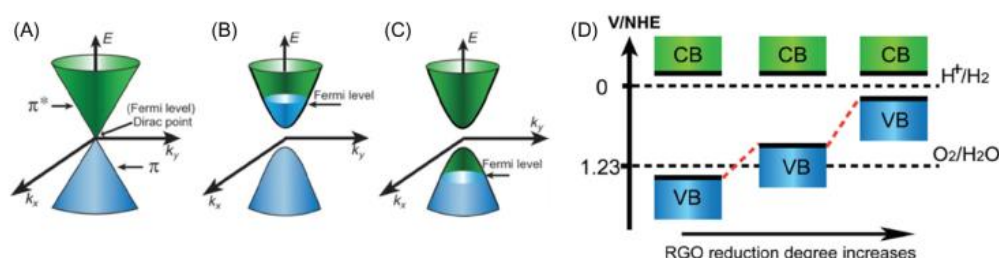 (A)
E
π*
(Fermi level)
Dirac point
ky
π
kx
(B)
E
Fermi level
ky
kx
(C)
E
ky
Fermi level
kx
(D)
V/NHE
CB
CB
CB
H+/H2
0
VB
O2/H2O
1.23
VB
VB
RGO reduction degree increases